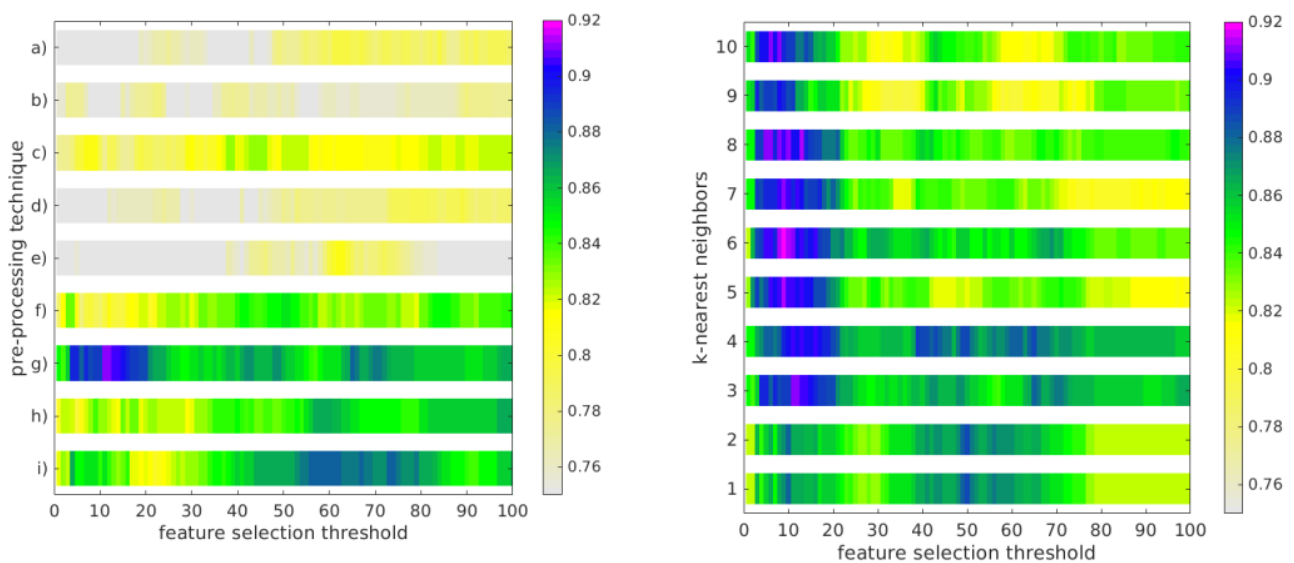 pre-processing technique
a)
b)
c)
d)
e)
f)
g)
h)
i)
0 10 20 30 40 50 60 70 80 90 100
feature selection threshold
0.92
0.9
0.88
0.86
0.84
0.82
0.8
0.78
0.76
k-nearest neighbors
10
9
8
7
6
5
4
3
2
1
0 10 20 30 40 50 60 70 80 90 100
feature selection threshold
0.92
0.9
0.88
0.86
0.84
0.82
0.8
0.78
0.76